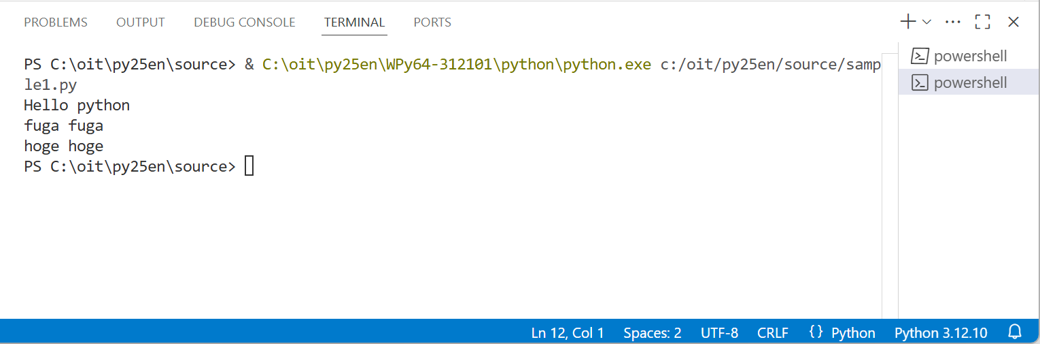 PROBLEMS OUTPUT DEBUG CONSOLE TERMINAL PORTS
PS C:\oit\py25en\source> & C:\oit\py25en\WPy64-312101\python\python.exe c:/oit/py25en/source/samp
le1.py
Hello python
fuga fuga
hoge hoge
PS C:\oit\py25en\source>
powershell
powershell
Ln 12, Col 1 Spaces: 2 UTF-8 CRLF {} Python Python 3.12.10